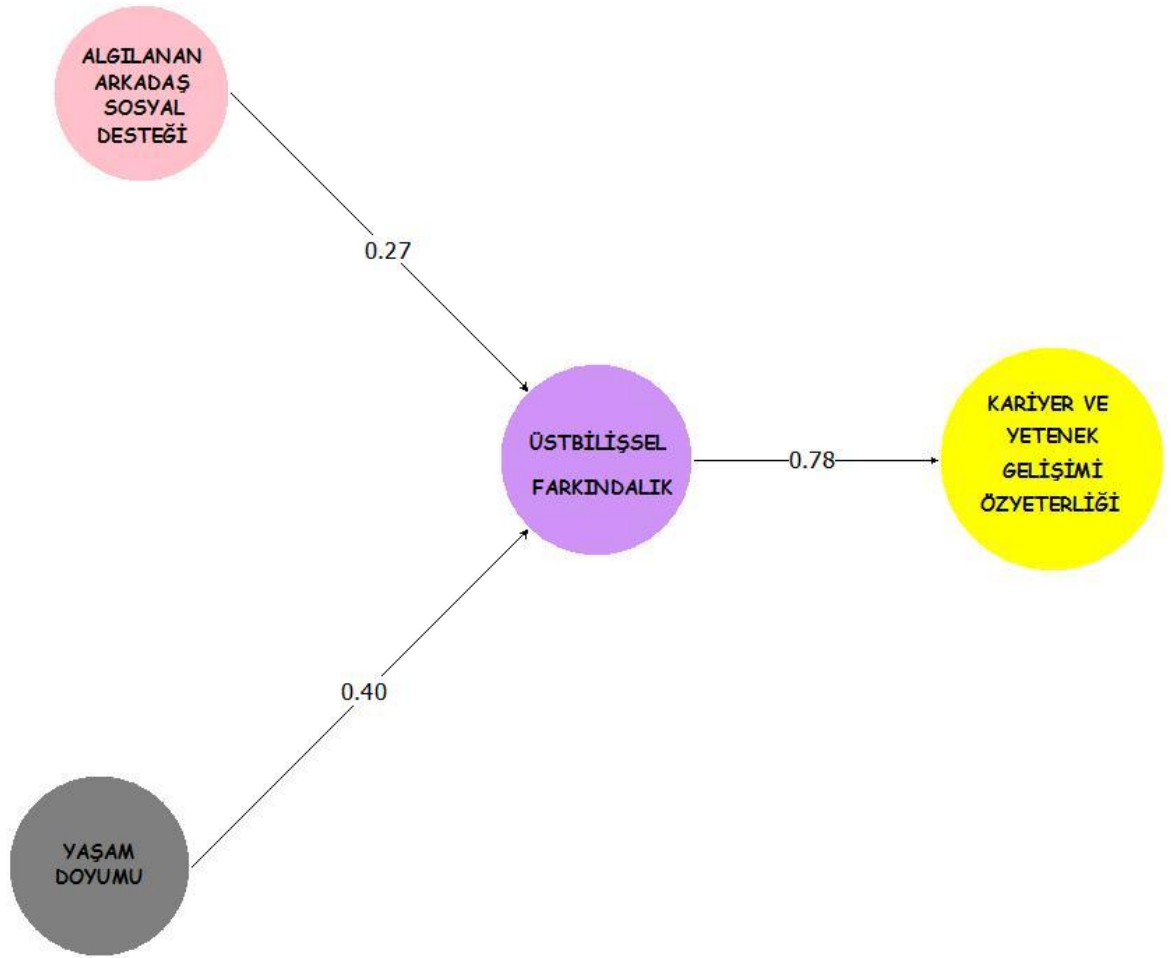 ALGILANAN
ARKADAŞ
SOSYAL
DESTEĞİ
0.27
ÜSTBİLİŞSEL
FARKINDALIK
0.78
KARİYER VE
YETENEK
GELİŞİMİ
ÖZYETERLİĞİ
0.40
YAŞAM
DOYUMU